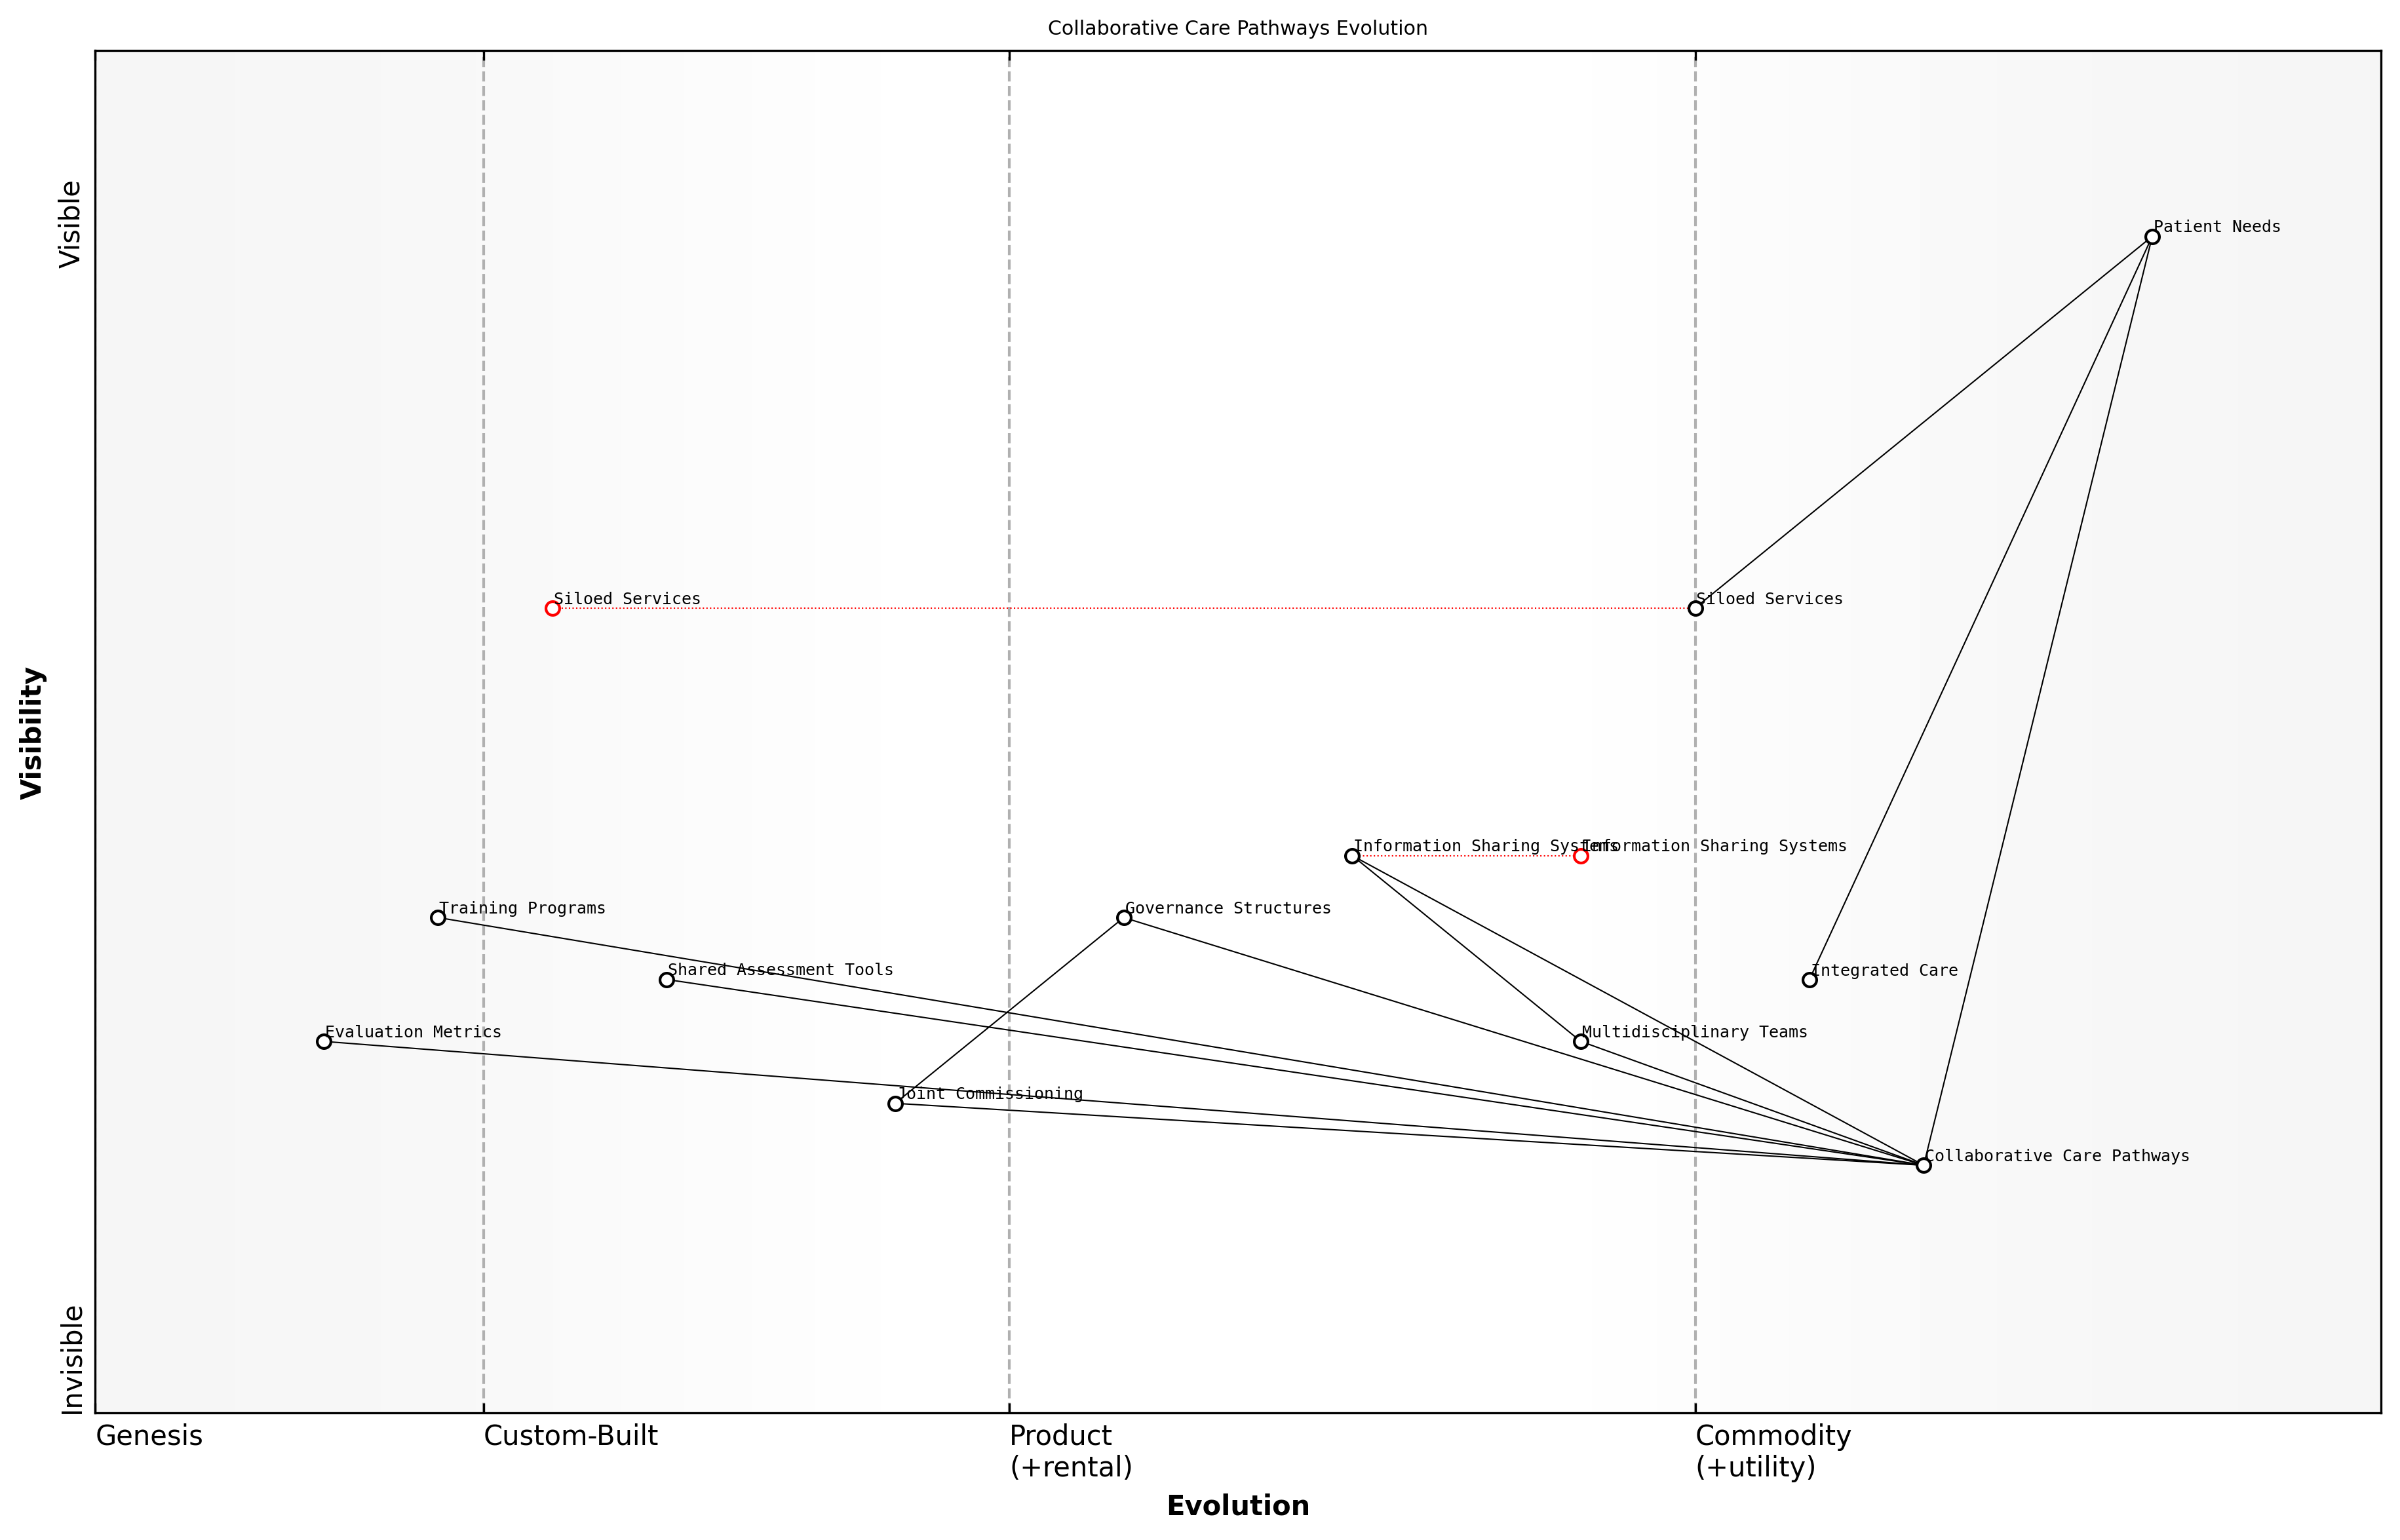 Collaborative Care Pathways Evolution
Visible
Patient Needs
Siloed Services
Siloed Services
Visibility
Information Sharing Systems
Information Sharing Systems
Training Programs
Governance Structures
Shared Assessment Tools
Integrated Care
Evaluation Metrics
Multidisciplinary Teams
Joint Commissioning
Collaborative Care Pathways
Invisible
Genesis
Custom-Built
Product
(+rental)
Commodity
(+utility)
Evolution